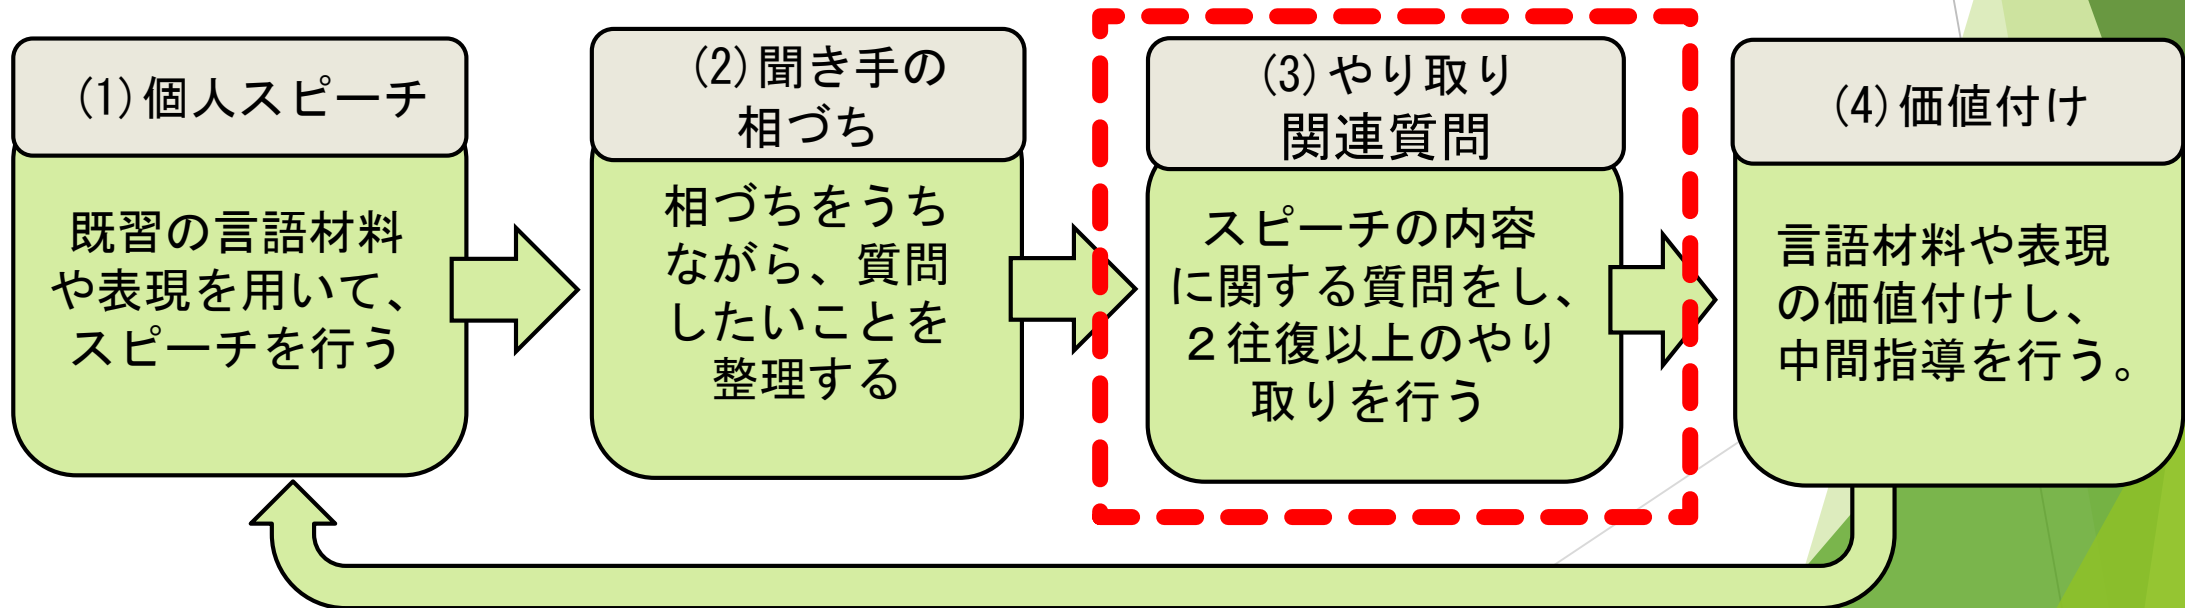 (1)個人スピーチ
既習の言語材料
や表現を用いて、
スピーチを行う
(2)聞き手の
相づち
相づちをうち
ながら、質問
したいことを
整理する
(3)やり取り
関連質問
スピーチの内容
に関する質問をし、
２往復以上のやり
取りを行う
(4)価値付け
言語材料や表現
の価値付けし、
中間指導を行う。